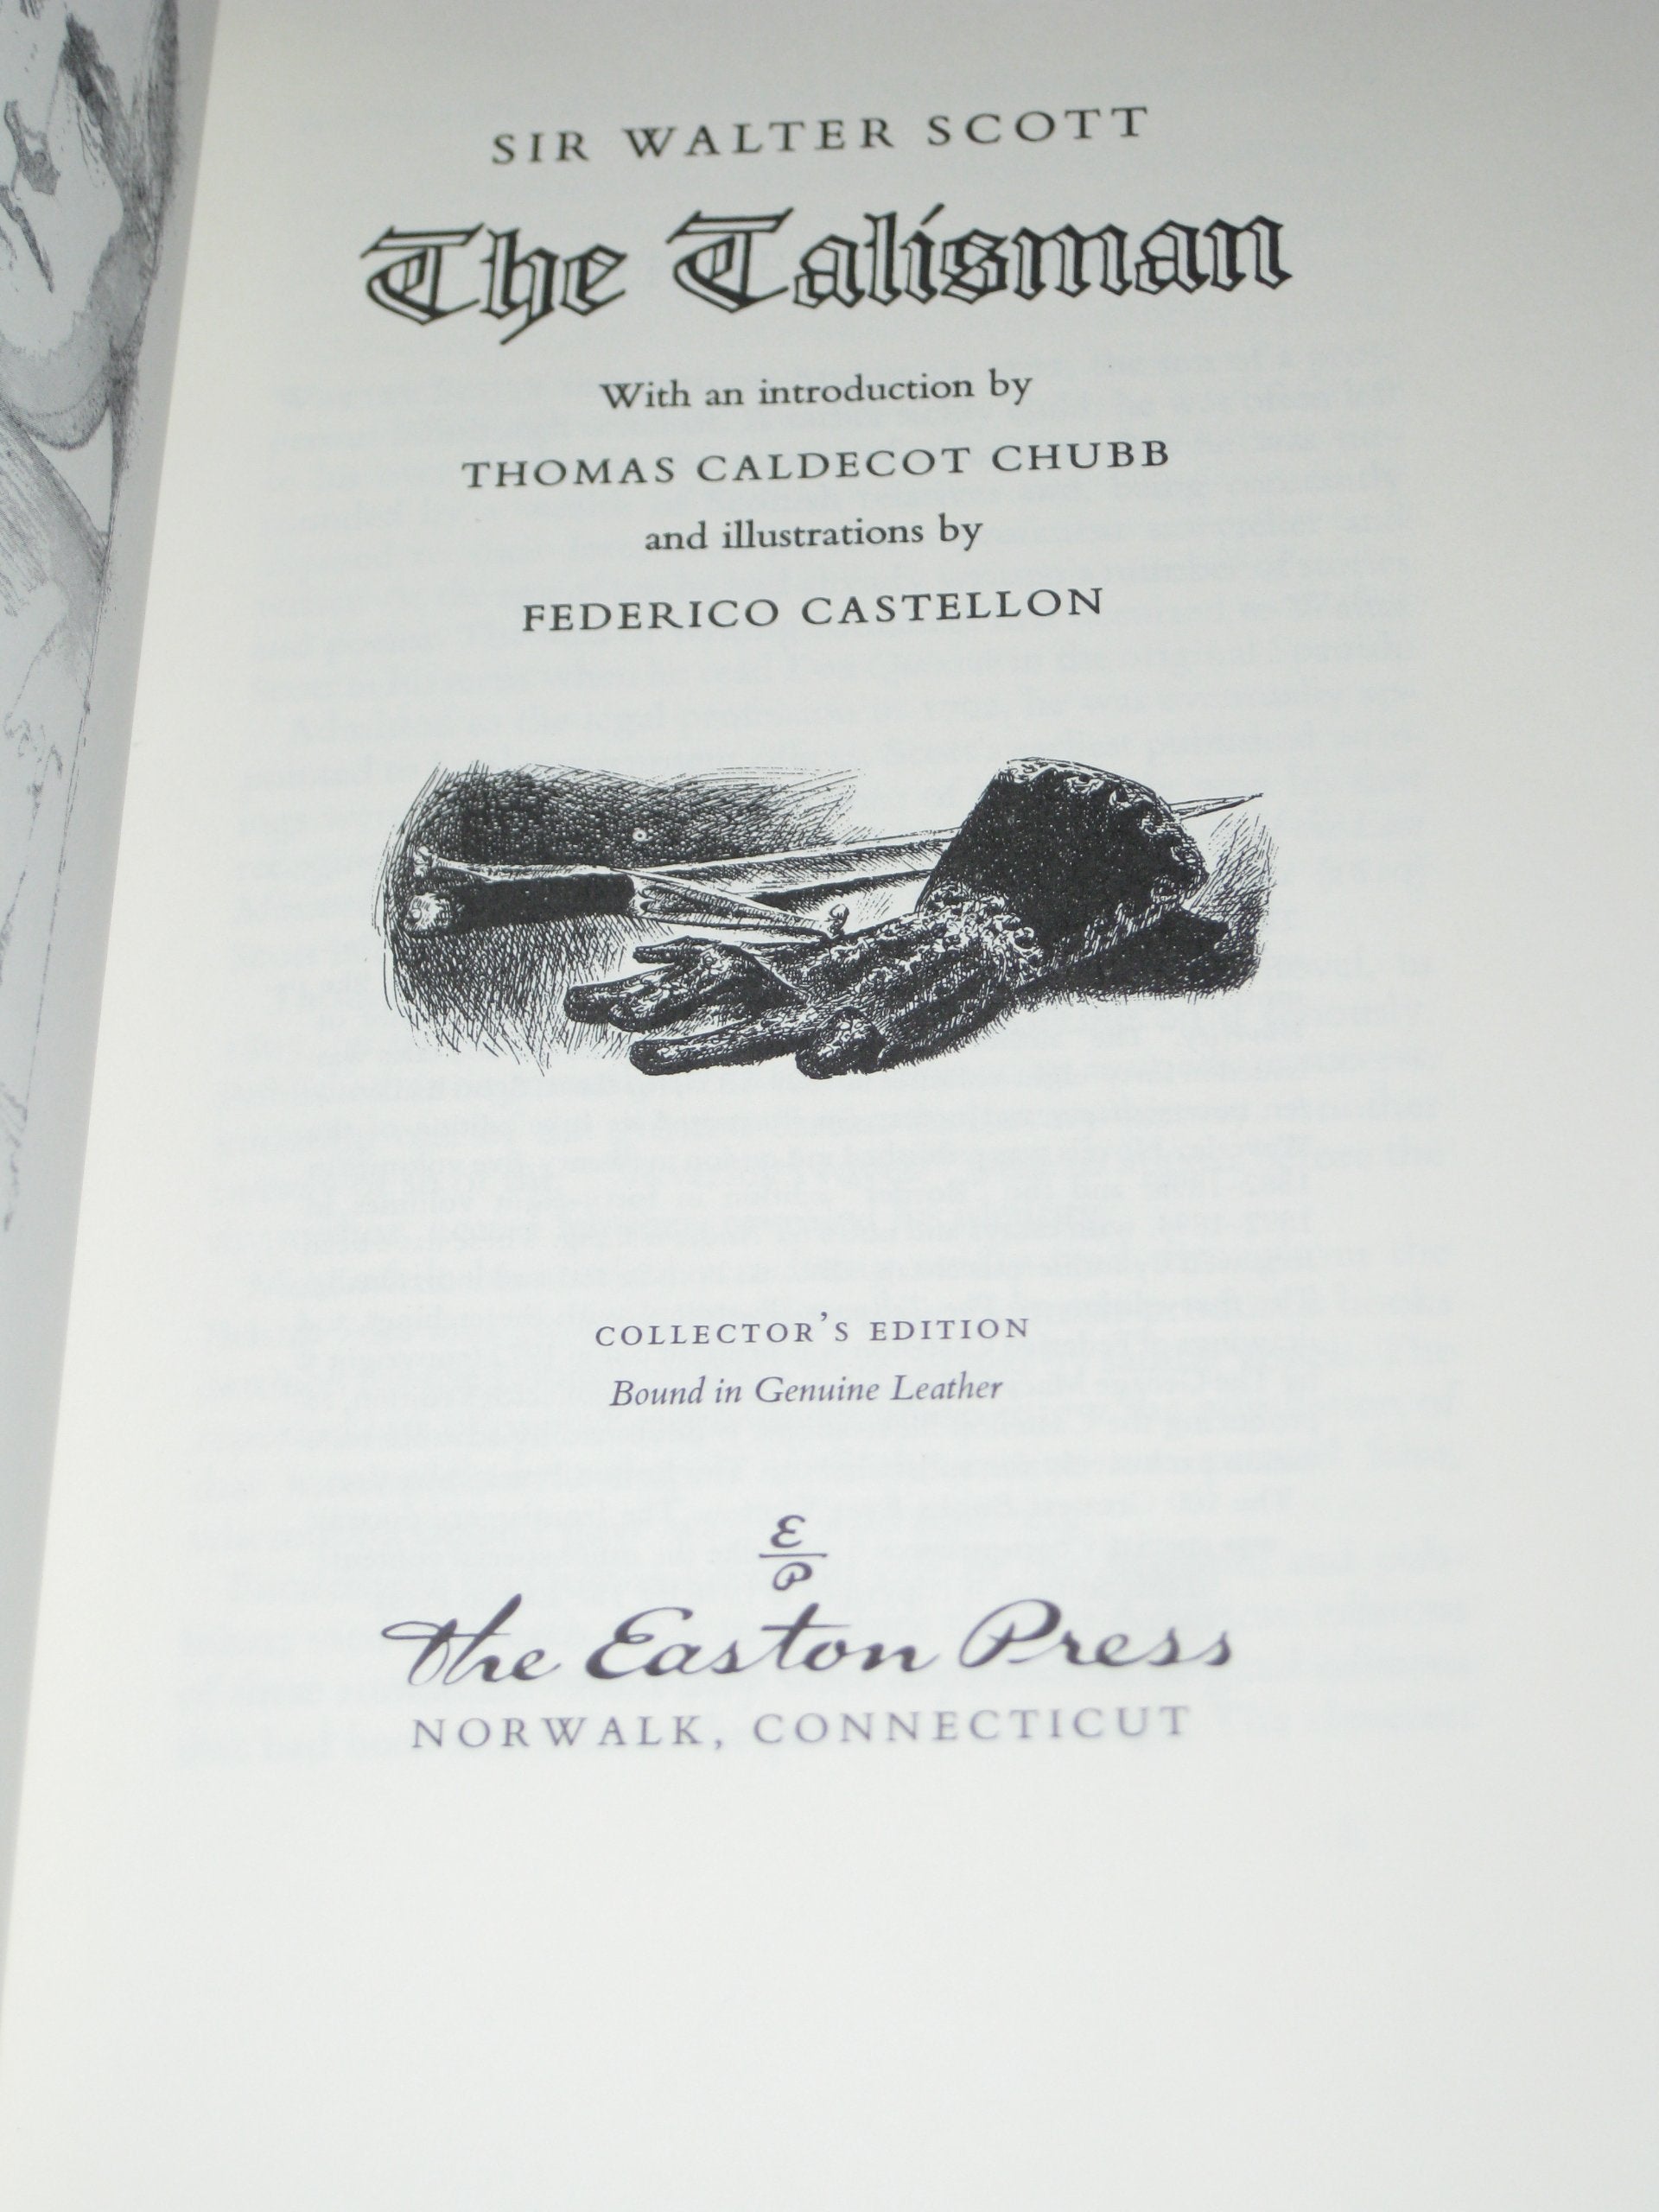 SIR WALTER SCOTT
The Talisman
With an introduction by
THOMAS CALDECOT CHUBB
and illustrations by
FEDERICO CASTELLON
COLLECTOR'S EDITION
Bound in Genuine Leather
E
P
The Easton Press
NORWALK, CONNECTICUT